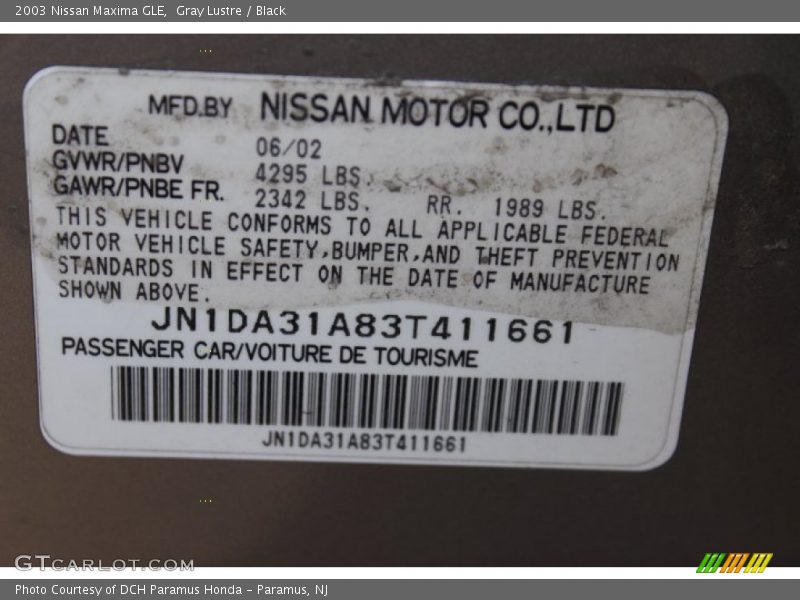 2003 Nissan Maxima GLE,  Gray Lustre / Black
MFD.BY NISSAN MOTOR CO.,LTD
DATE 06/02
GVWR/PNBV 4295 LBS.
GAWR/PNBE FR. 2342 LBS. RR. 1989 LBS.
THIS VEHICLE CONFORMS TO ALL APPLICABLE FEDERAL
MOTOR VEHICLE SAFETY,BUMPER,AND THEFT PREVENTION
STANDARDS IN EFFECT ON THE DATE OF MANUFACTURE
SHOWN ABOVE.
JN1DA31A83T411661
PASSENGER CAR/VOITURE DE TOURISME
JN1DA31A83T411661
GTCARLOT.COM
Photo Courtesy of DCH Paramus Honda - Paramus, NJ